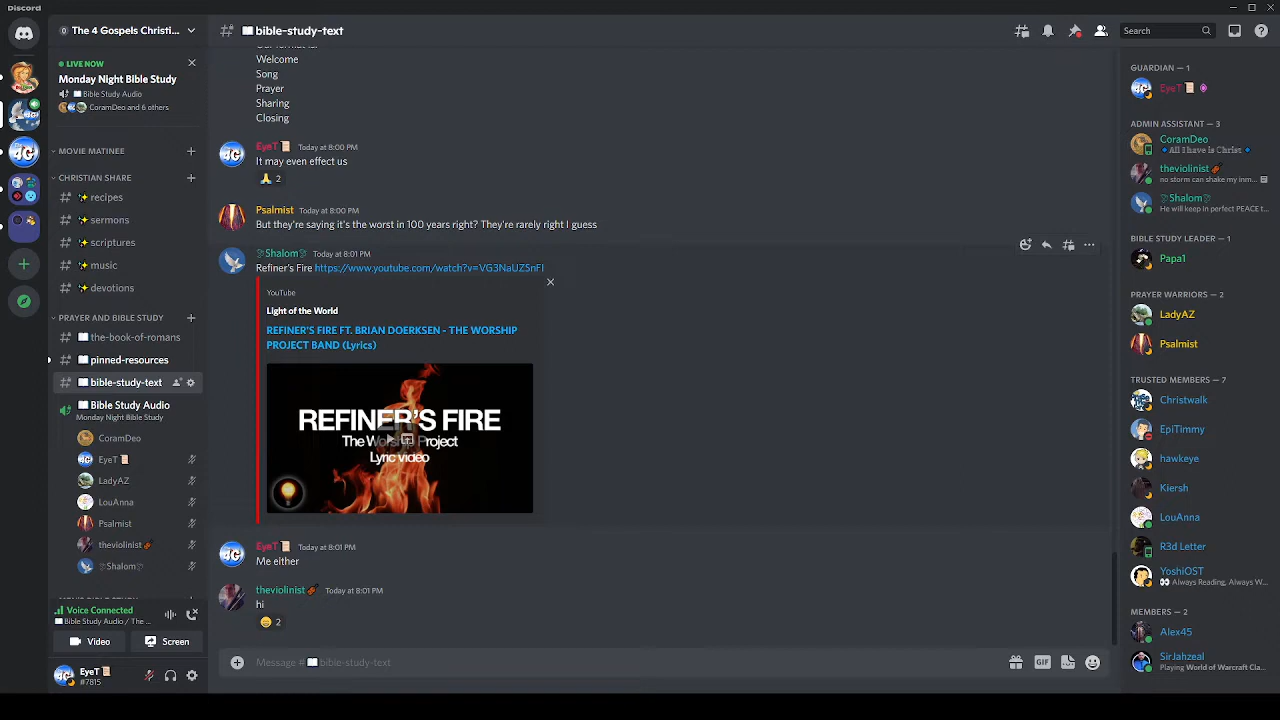 Discord
The 4 Gospels Christi...
LIVE NOW
Monday Night Bible Study
Bible Study Audio
CoramDeo and 6 others
MOVIE MATINEE
CHRISTIAN SHARE
recipes
sermons
scriptures
music
devotions
PRAYER AND BIBLE STUDY
the-book-of-romans
pinned-resources
bible-study-text
Bible Study Audio
Monday Night Bible Study
CoramDeo
EyeT
LadyAZ
LouAnna
Psalmist
theviolinist
Shalom
Voice Connected
Bible Study Audio / The ...
Video
Screen
EyeT
#7815
bible-study-text
Search
Welcome
Song
Prayer
Sharing
Closing
EyeT Today at 8:00 PM
It may even effect us
2
Psalmist Today at 8:00 PM
But they're saying it's the worst in 100 years right? They're rarely right I guess
Shalom Today at 8:01 PM
Refiner's Fire https://www.youtube.com/watch?v=VG3NaUZSnFI
YouTube
Light of the World
REFINER'S FIRE FT. BRIAN DOERKSEN - THE WORSHIP
PROJECT BAND (Lyrics)
REFINER'S FIRE
The Worship Project
Lyric video
EyeT Today at 8:01 PM
Me either
theviolinist Today at 8:01 PM
hi
2
Message # bible-study-text
GIF
GUARDIAN — 1
EyeT
ADMIN ASSISTANT — 3
CoramDeo
All I have is Christ
theviolinist
no storm can shake my inm...
Shalom
He will keep in perfect PEACE t...
BIBLE STUDY LEADER — 1
Papa1
PRAYER WARRIORS — 2
LadyAZ
Psalmist
TRUSTED MEMBERS — 7
Christwalk
EpiTimmy
hawkeye
Kiersh
LouAnna
R3d Letter
YoshiOST
Always Reading, Always W...
MEMBERS — 2
Alex45
SirJahzeal
Playing World of Warcraft Cla...